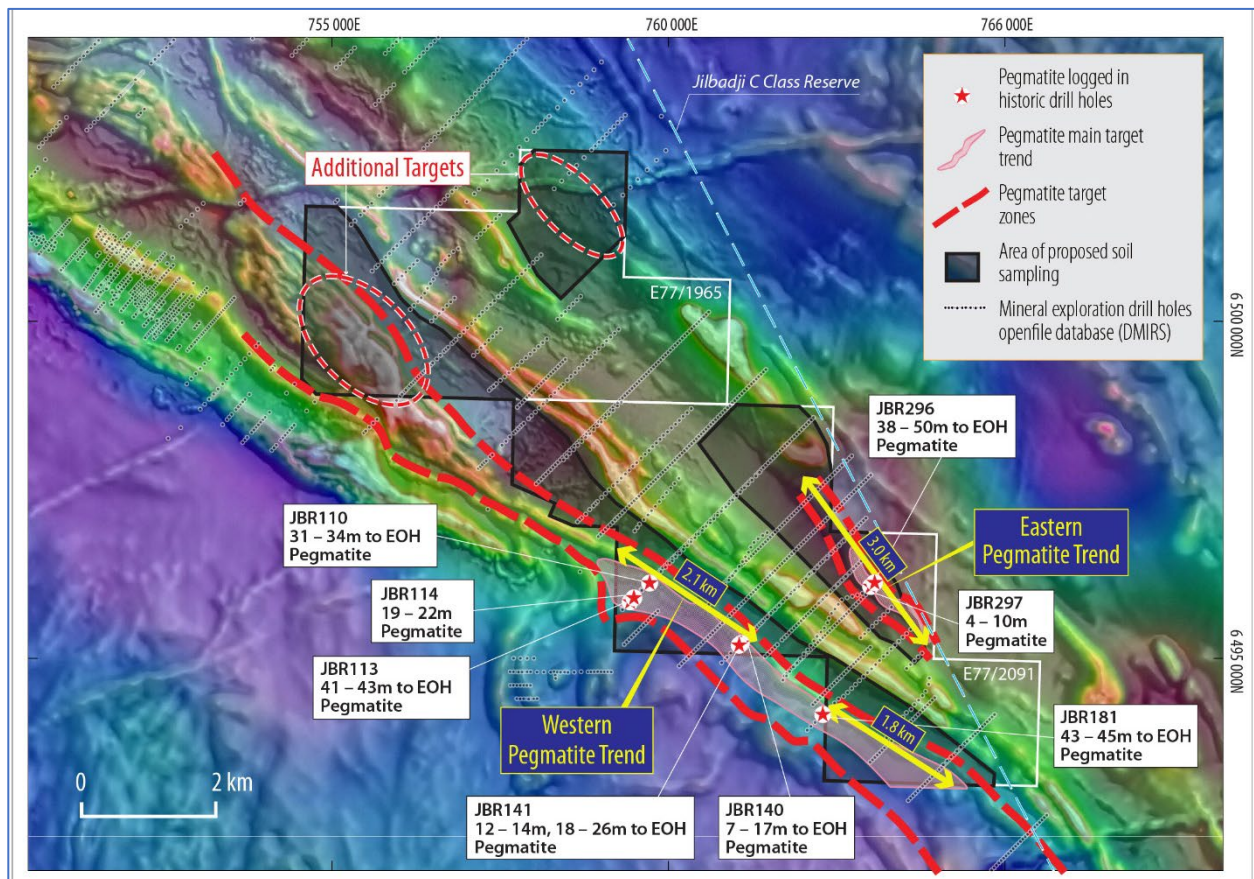 755 000E
760 000E
766 000E
Jilbadji C Class Reserve
Pegmatite logged in
historic drill holes
Pegmatite main target
trend
Pegmatite target
zones
Area of proposed soil
sampling
Mineral exploration drill holes
openfile database (DMIRS)
Additional Targets
E77/1965
6 500 000N
JBR296
38 – 50m to EOH
Pegmatite
Eastern
Pegmatite Trend
3.0 km
JBR110
31 – 34m to EOH
Pegmatite
2.1 km
JBR114
19 – 22m
Pegmatite
JBR297
4 – 10m
Pegmatite
JBR113
41 – 43m to EOH
Pegmatite
6 495 000N
E77/2091
Western
Pegmatite Trend
1.8 km
JBR181
43 – 45m to EOH
Pegmatite
0 2 km
JBR141
12 – 14m, 18 – 26m to EOH
Pegmatite
JBR140
7 – 17m to EOH
Pegmatite